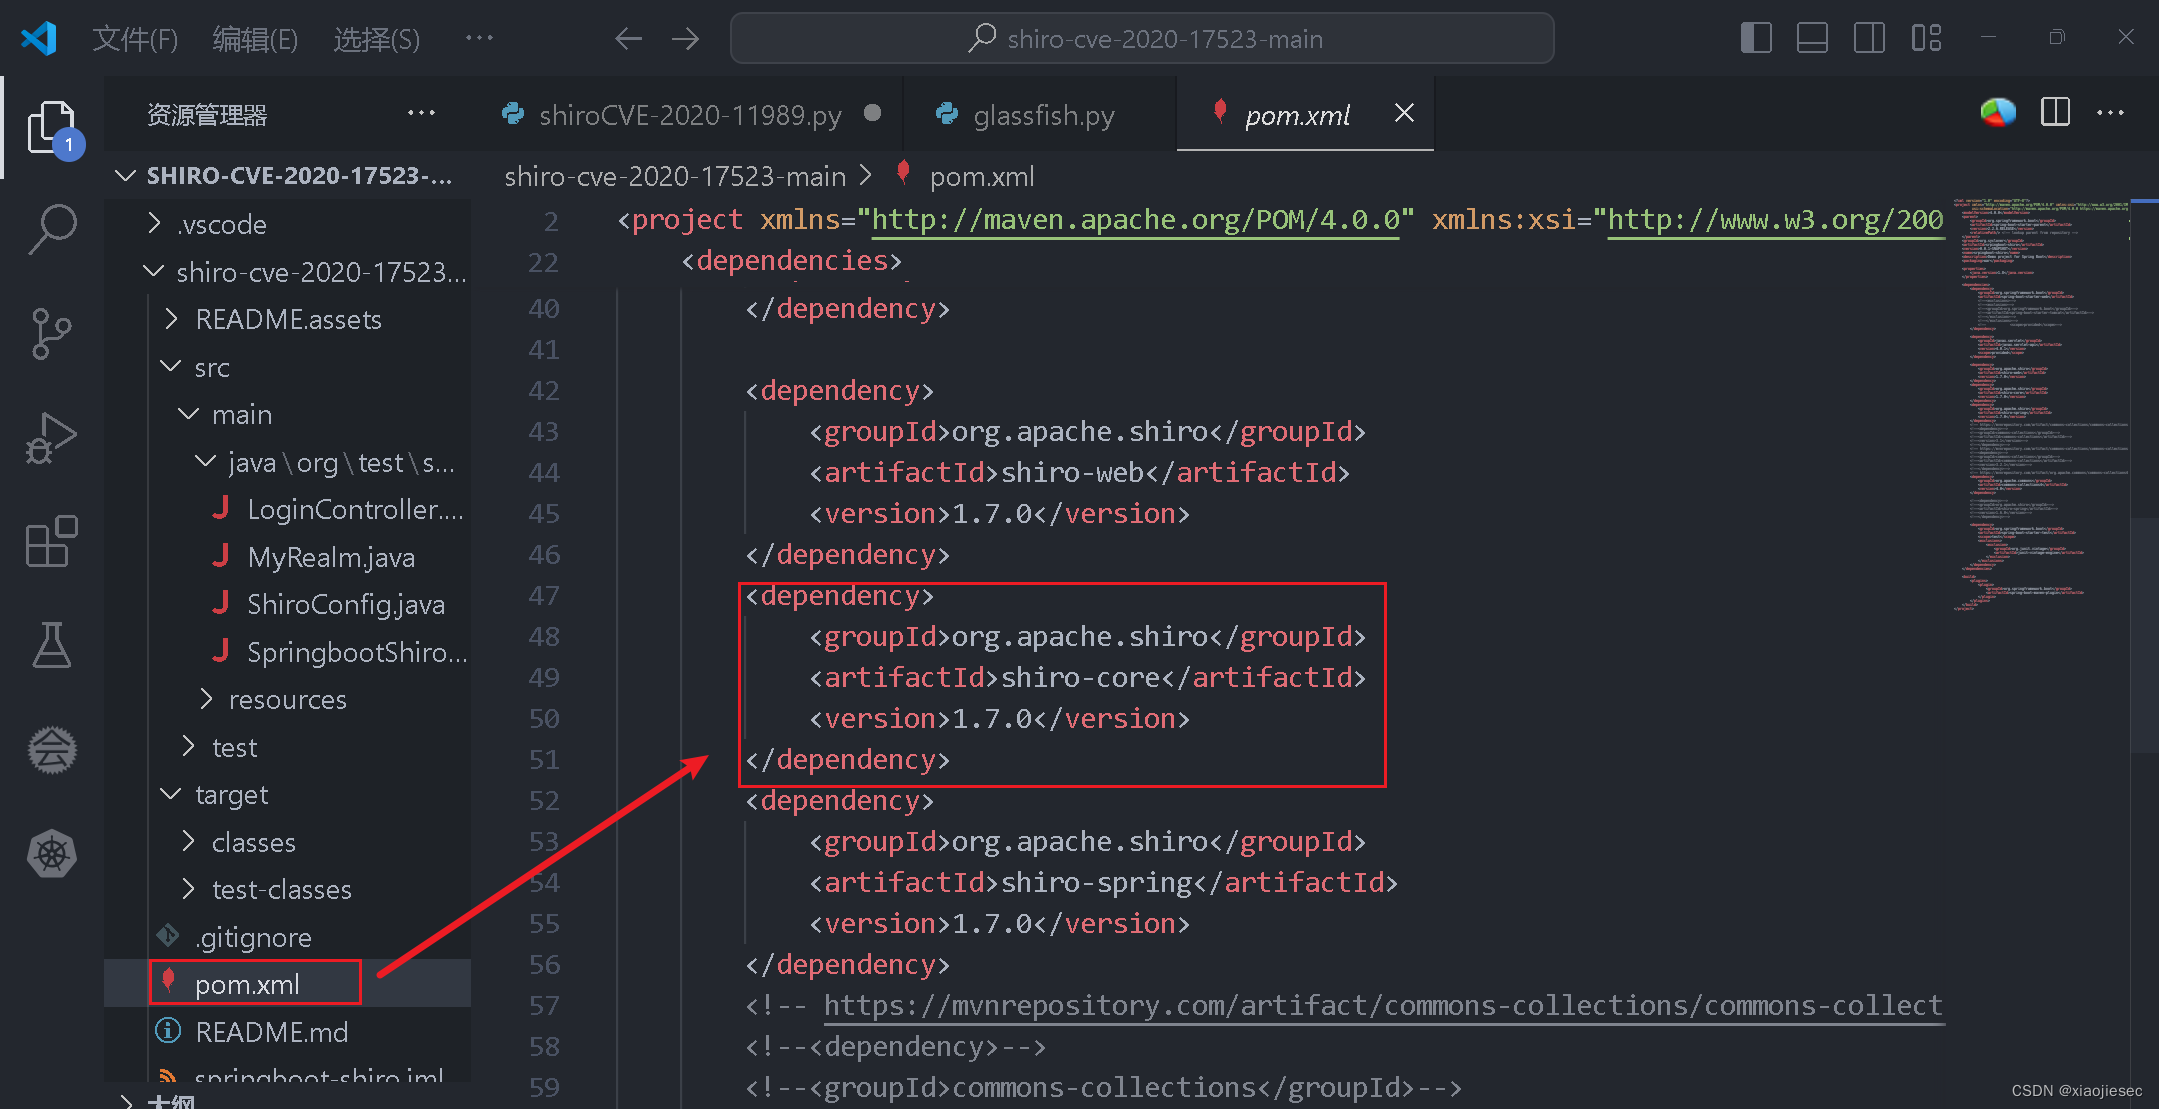 文件(F) 编辑(E) 选择(S) ··· shiro-cve-2020-17523-main
资源管理器 ···
shiroCVE-2020-11989.py
glassfish.py
pom.xml
1
SHIRO-CVE-2020-17523-...
.vscode
shiro-cve-2020-17523...
README.assets
src
main
java\org\test\s...
LoginController....
MyRealm.java
ShiroConfig.java
SpringbootShiro...
resources
test
target
classes
test-classes
.gitignore
pom.xml
README.md
springboot-shiro.iml
大纲
shiro-cve-2020-17523-main > pom.xml
2 <project xmlns="http://maven.apache.org/POM/4.0.0" xmlns:xsi="http://www.w3.org/200
22 <dependencies>
40 </dependency>
41
42 <dependency>
43 <groupId>org.apache.shiro</groupId>
44 <artifactId>shiro-web</artifactId>
45 <version>1.7.0</version>
46 </dependency>
47 <dependency>
48 <groupId>org.apache.shiro</groupId>
49 <artifactId>shiro-core</artifactId>
50 <version>1.7.0</version>
51 </dependency>
52 <dependency>
53 <groupId>org.apache.shiro</groupId>
54 <artifactId>shiro-spring</artifactId>
55 <version>1.7.0</version>
56 </dependency>
57 <!-- https://mvnrepository.com/artifact/commons-collections/commons-collect
58 <!--<dependency>-->
59 <!--<groupId>commons-collections</groupId>-->
会
CSDN @xiaojiesec